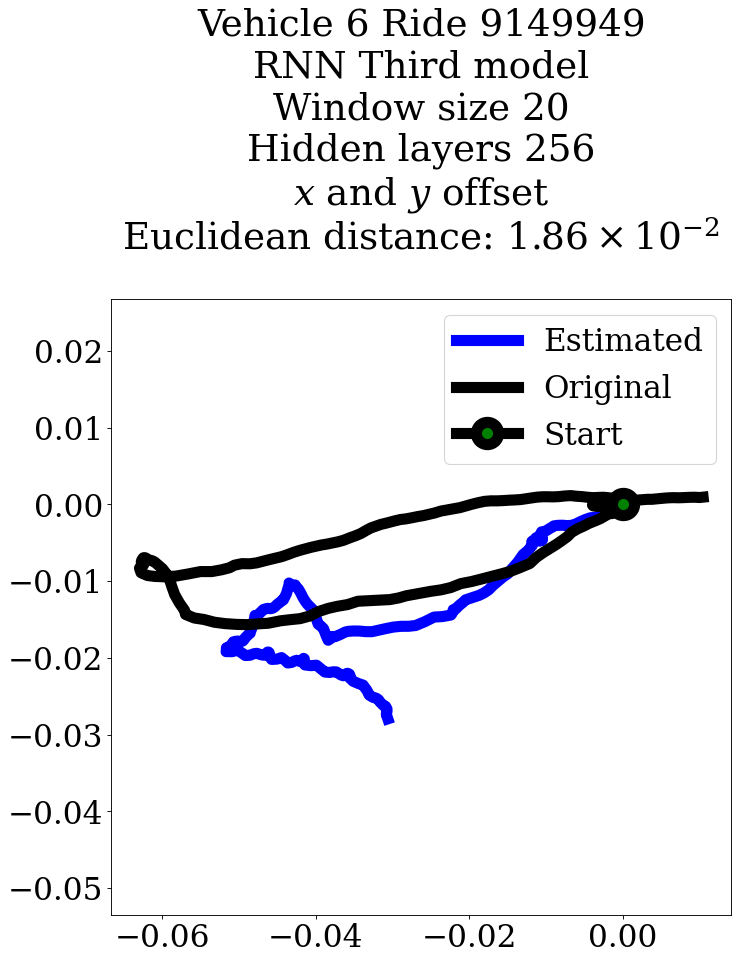 Vehicle 6 Ride 9149949
RNN Third model
Window size 20
Hidden layers 256
x and y offset
Euclidean distance: 1.86 × 10⁻²
Estimated
Original
Start
0.02
0.01
0.00
−0.01
−0.02
−0.03
−0.04
−0.05
−0.06
−0.04
−0.02
0.00